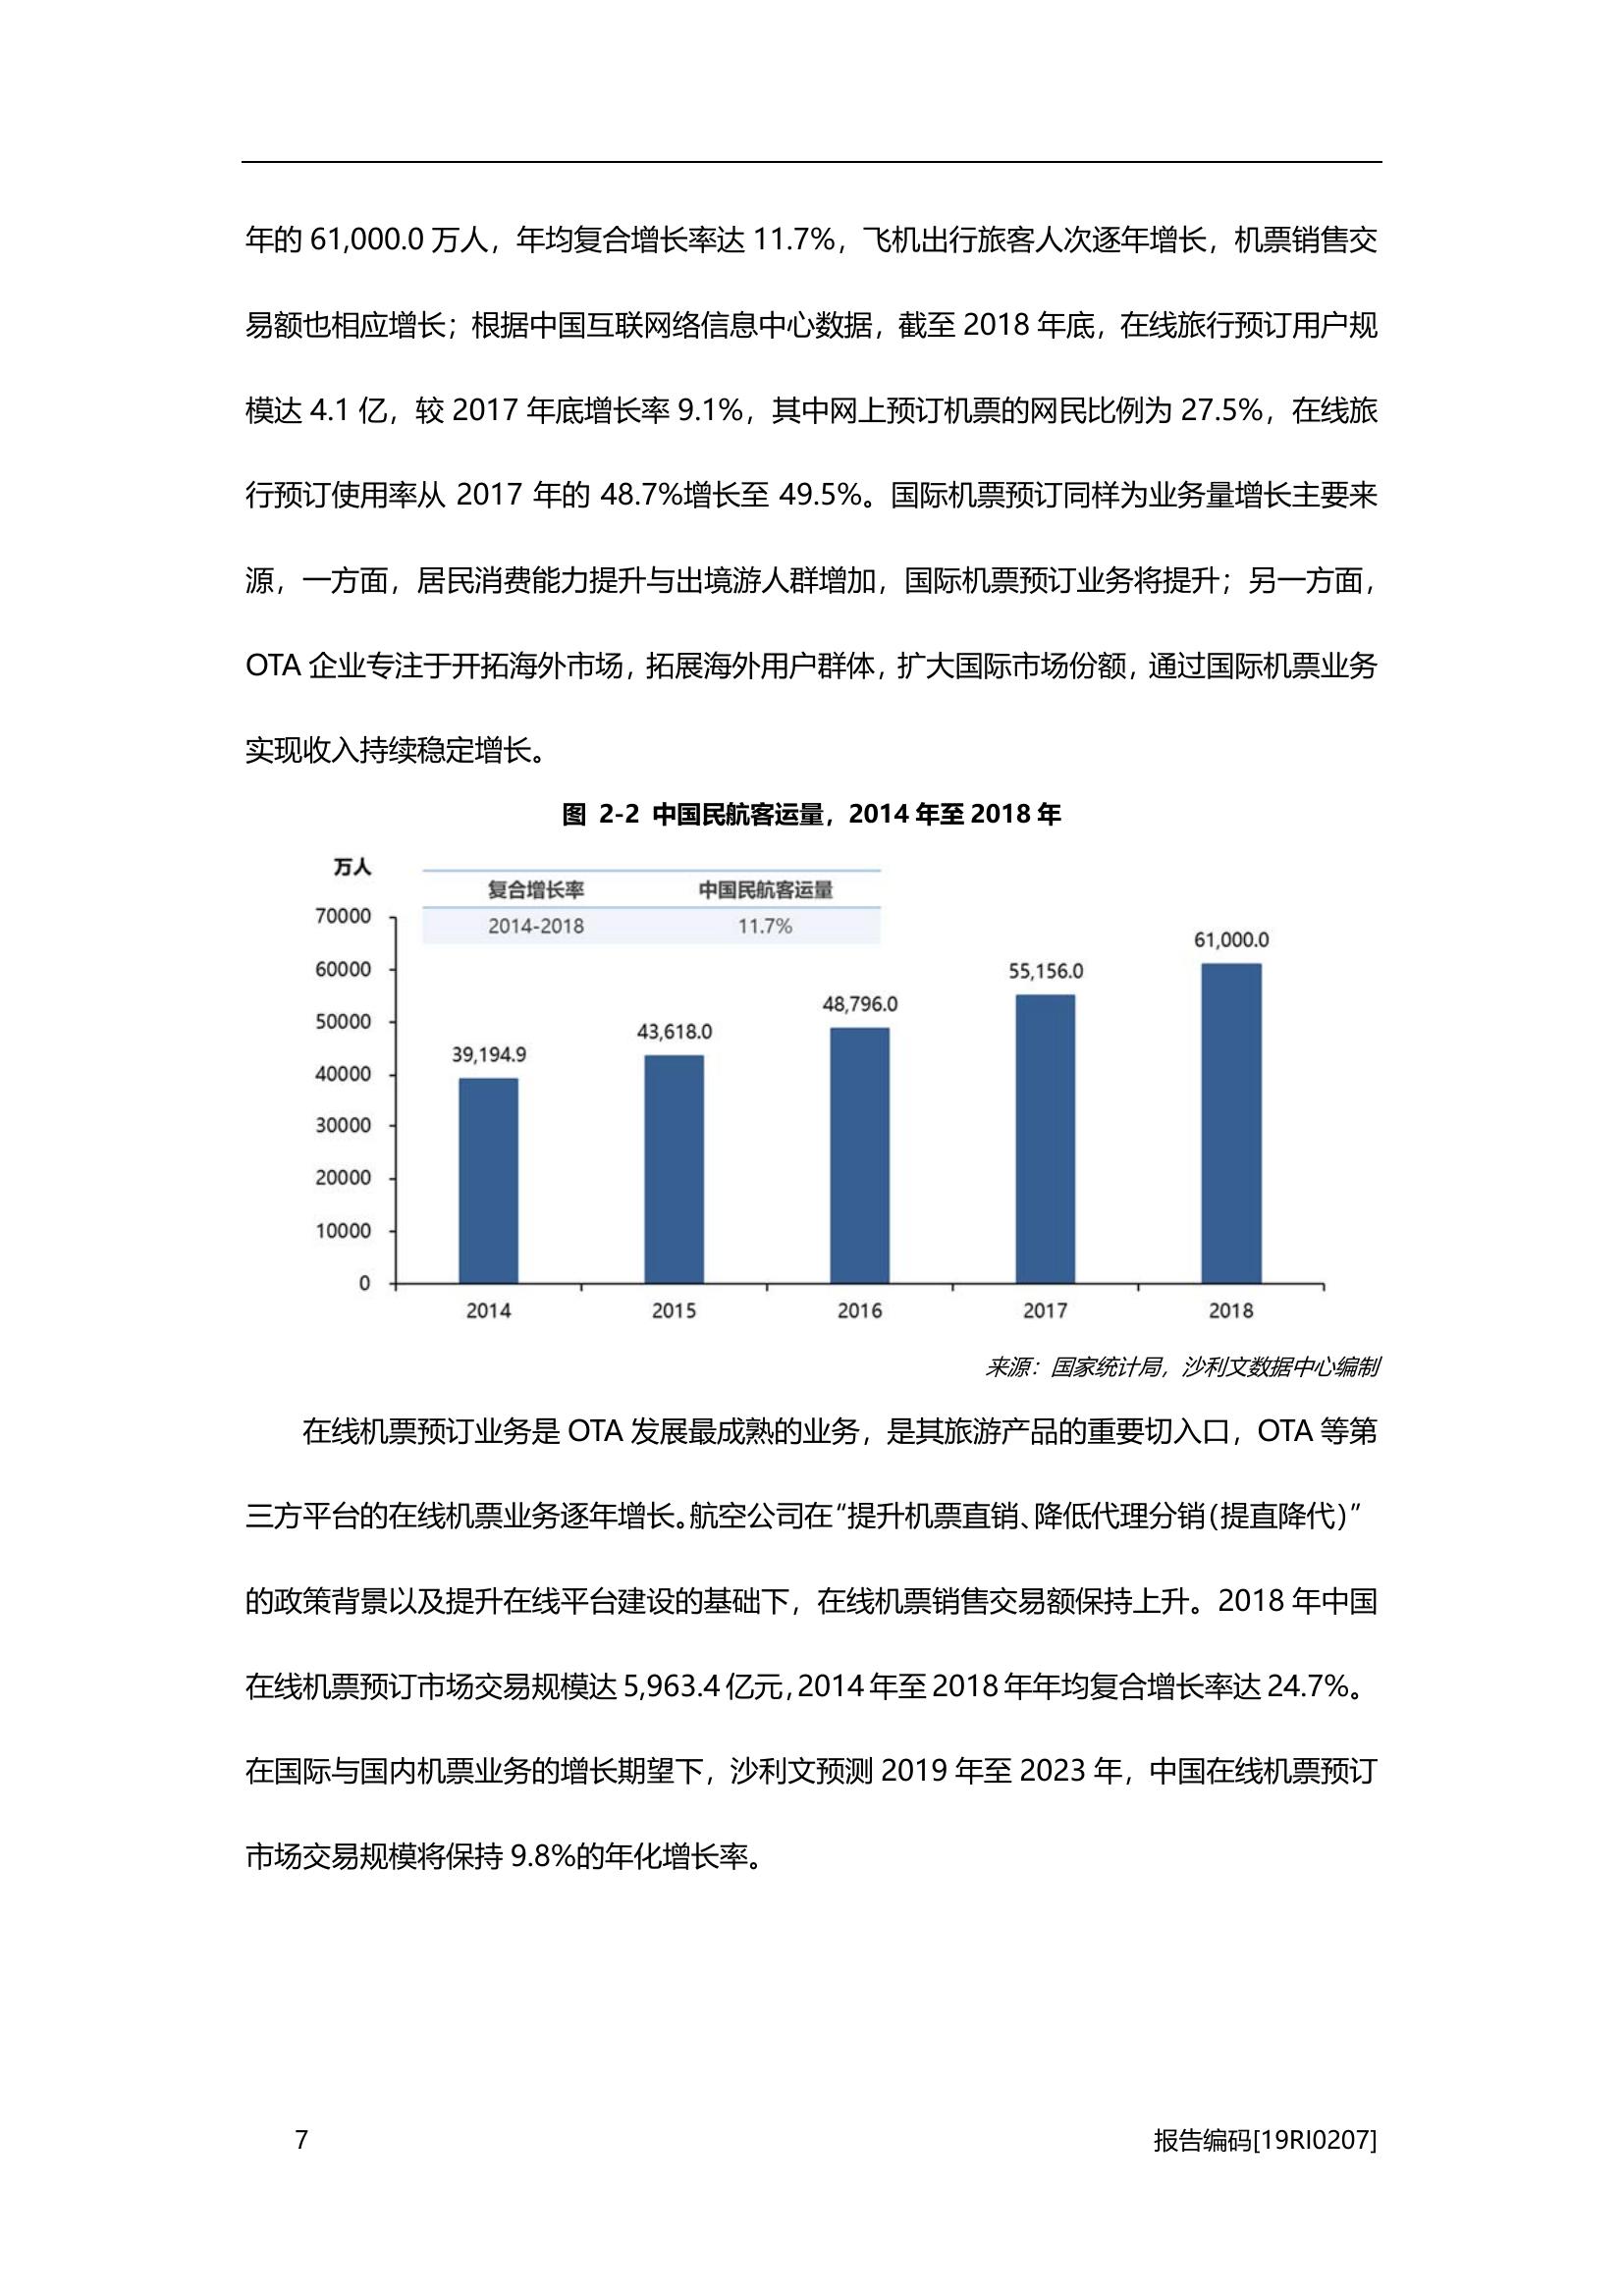 年的 61,000.0 万人，年均复合增长率达 11.7%，飞机出行旅客人次逐年增长，机票销售交
易额也相应增长；根据中国互联网络信息中心数据，截至 2018 年底，在线旅行预订用户规
模达 4.1 亿，较 2017 年底增长率 9.1%，其中网上预订机票的网民比例为 27.5%，在线旅
行预订使用率从 2017 年的 48.7%增长至 49.5%。国际机票预订同样为业务量增长主要来
源，一方面，居民消费能力提升与出境游人群增加，国际机票预订业务将提升；另一方面，
OTA 企业专注于开拓海外市场，拓展海外用户群体，扩大国际市场份额，通过国际机票业务
实现收入持续稳定增长。
图 2-2 中国民航客运量，2014 年至 2018 年
万人
复合增长率 中国民航客运量
2014-2018 11.7%
70000
60000
50000
40000
30000
20000
10000
0
39,194.9
43,618.0
48,796.0
55,156.0
61,000.0
2014 2015 2016 2017 2018
来源：国家统计局，沙利文数据中心编制
在线机票预订业务是 OTA 发展最成熟的业务，是其旅游产品的重要切入口，OTA 等第
三方平台的在线机票业务逐年增长。航空公司在“提升机票直销、降低代理分销（提直降代）”
的政策背景以及提升在线平台建设的基础下，在线机票销售交易额保持上升。2018 年中国
在线机票预订市场交易规模达 5,963.4 亿元，2014 年至 2018 年年均复合增长率达 24.7%。
在国际与国内机票业务的增长期望下，沙利文预测 2019 年至 2023 年，中国在线机票预订
市场交易规模将保持 9.8%的年化增长率。
7 报告编码[19RI0207]